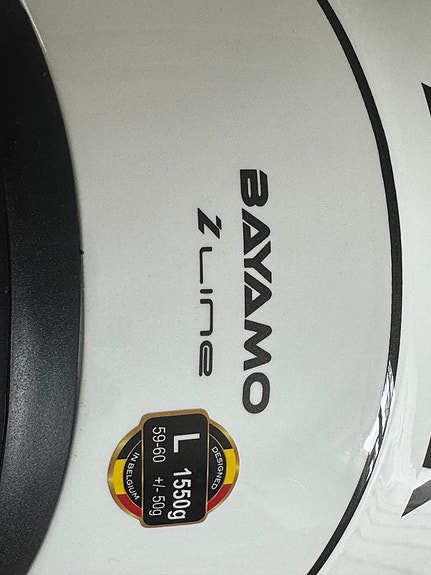 BAYAMO
Z LINE
DESIGNED
L 1550g
59-60 +/- 50g
IN BELGIUM